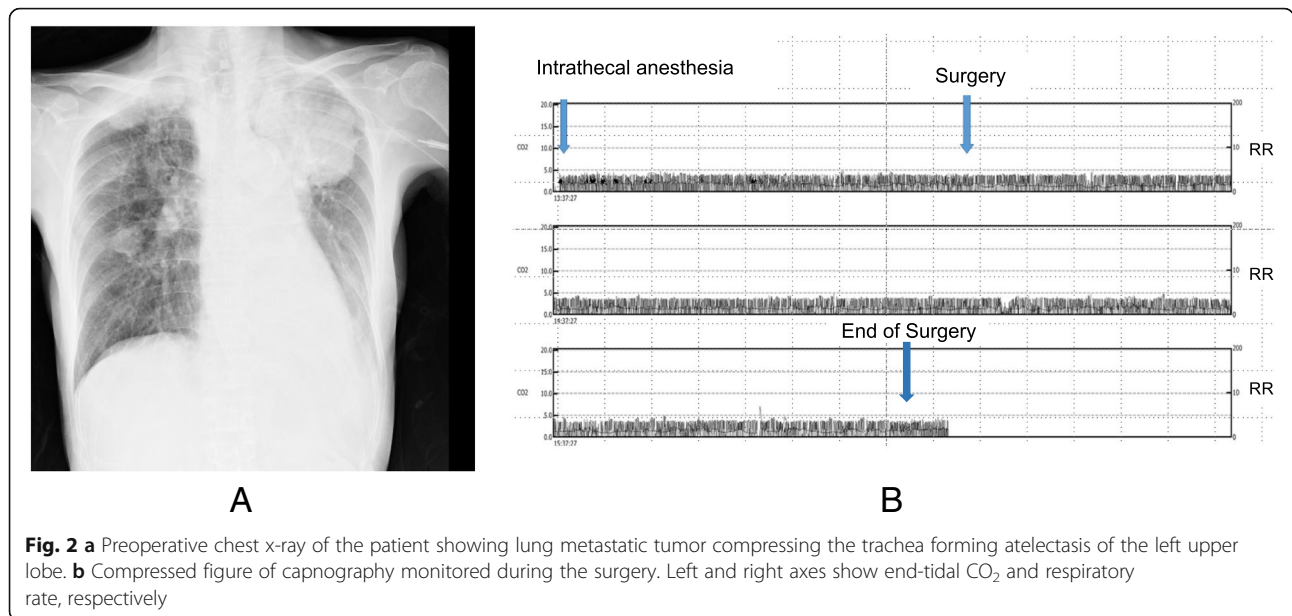 Intrathecal anesthesia
Surgery
20.0
15.0
CO2
10.0
5.0
0.0
13:37:27
200
10
0
RR
20.0
15.0
CO2
10.0
5.0
0.0
200
10
0
RR
End of Surgery
20.0
15.0
CO2
10.0
5.0
0.0
15:37:27
200
10
0
RR
A
B
Fig. 2 a Preoperative chest x-ray of the patient showing lung metastatic tumor compressing the trachea forming atelectasis of the left upper
lobe. b Compressed figure of capnography monitored during the surgery. Left and right axes show end-tidal CO₂ and respiratory
rate, respectively